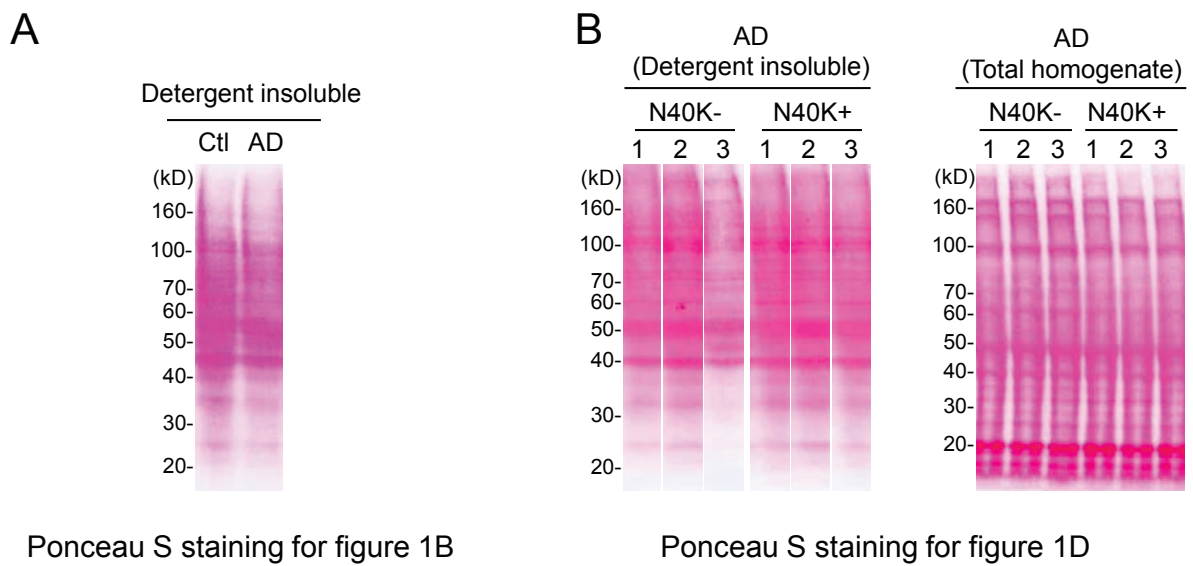 A
Detergent insoluble
Ctl AD
(kD)
160-
100-
70-
60-
50-
40-
30-
20-
Ponceau S staining for figure 1B
B
AD
(Detergent insoluble)
N40K- N40K+
1 2 3 1 2 3
(kD)
160-
100-
70-
60-
50-
40-
30-
20-
AD
(Total homogenate)
N40K- N40K+
1 2 3 1 2 3
(kD)
160-
100-
70-
60-
50-
40-
30-
20-
Ponceau S staining for figure 1D